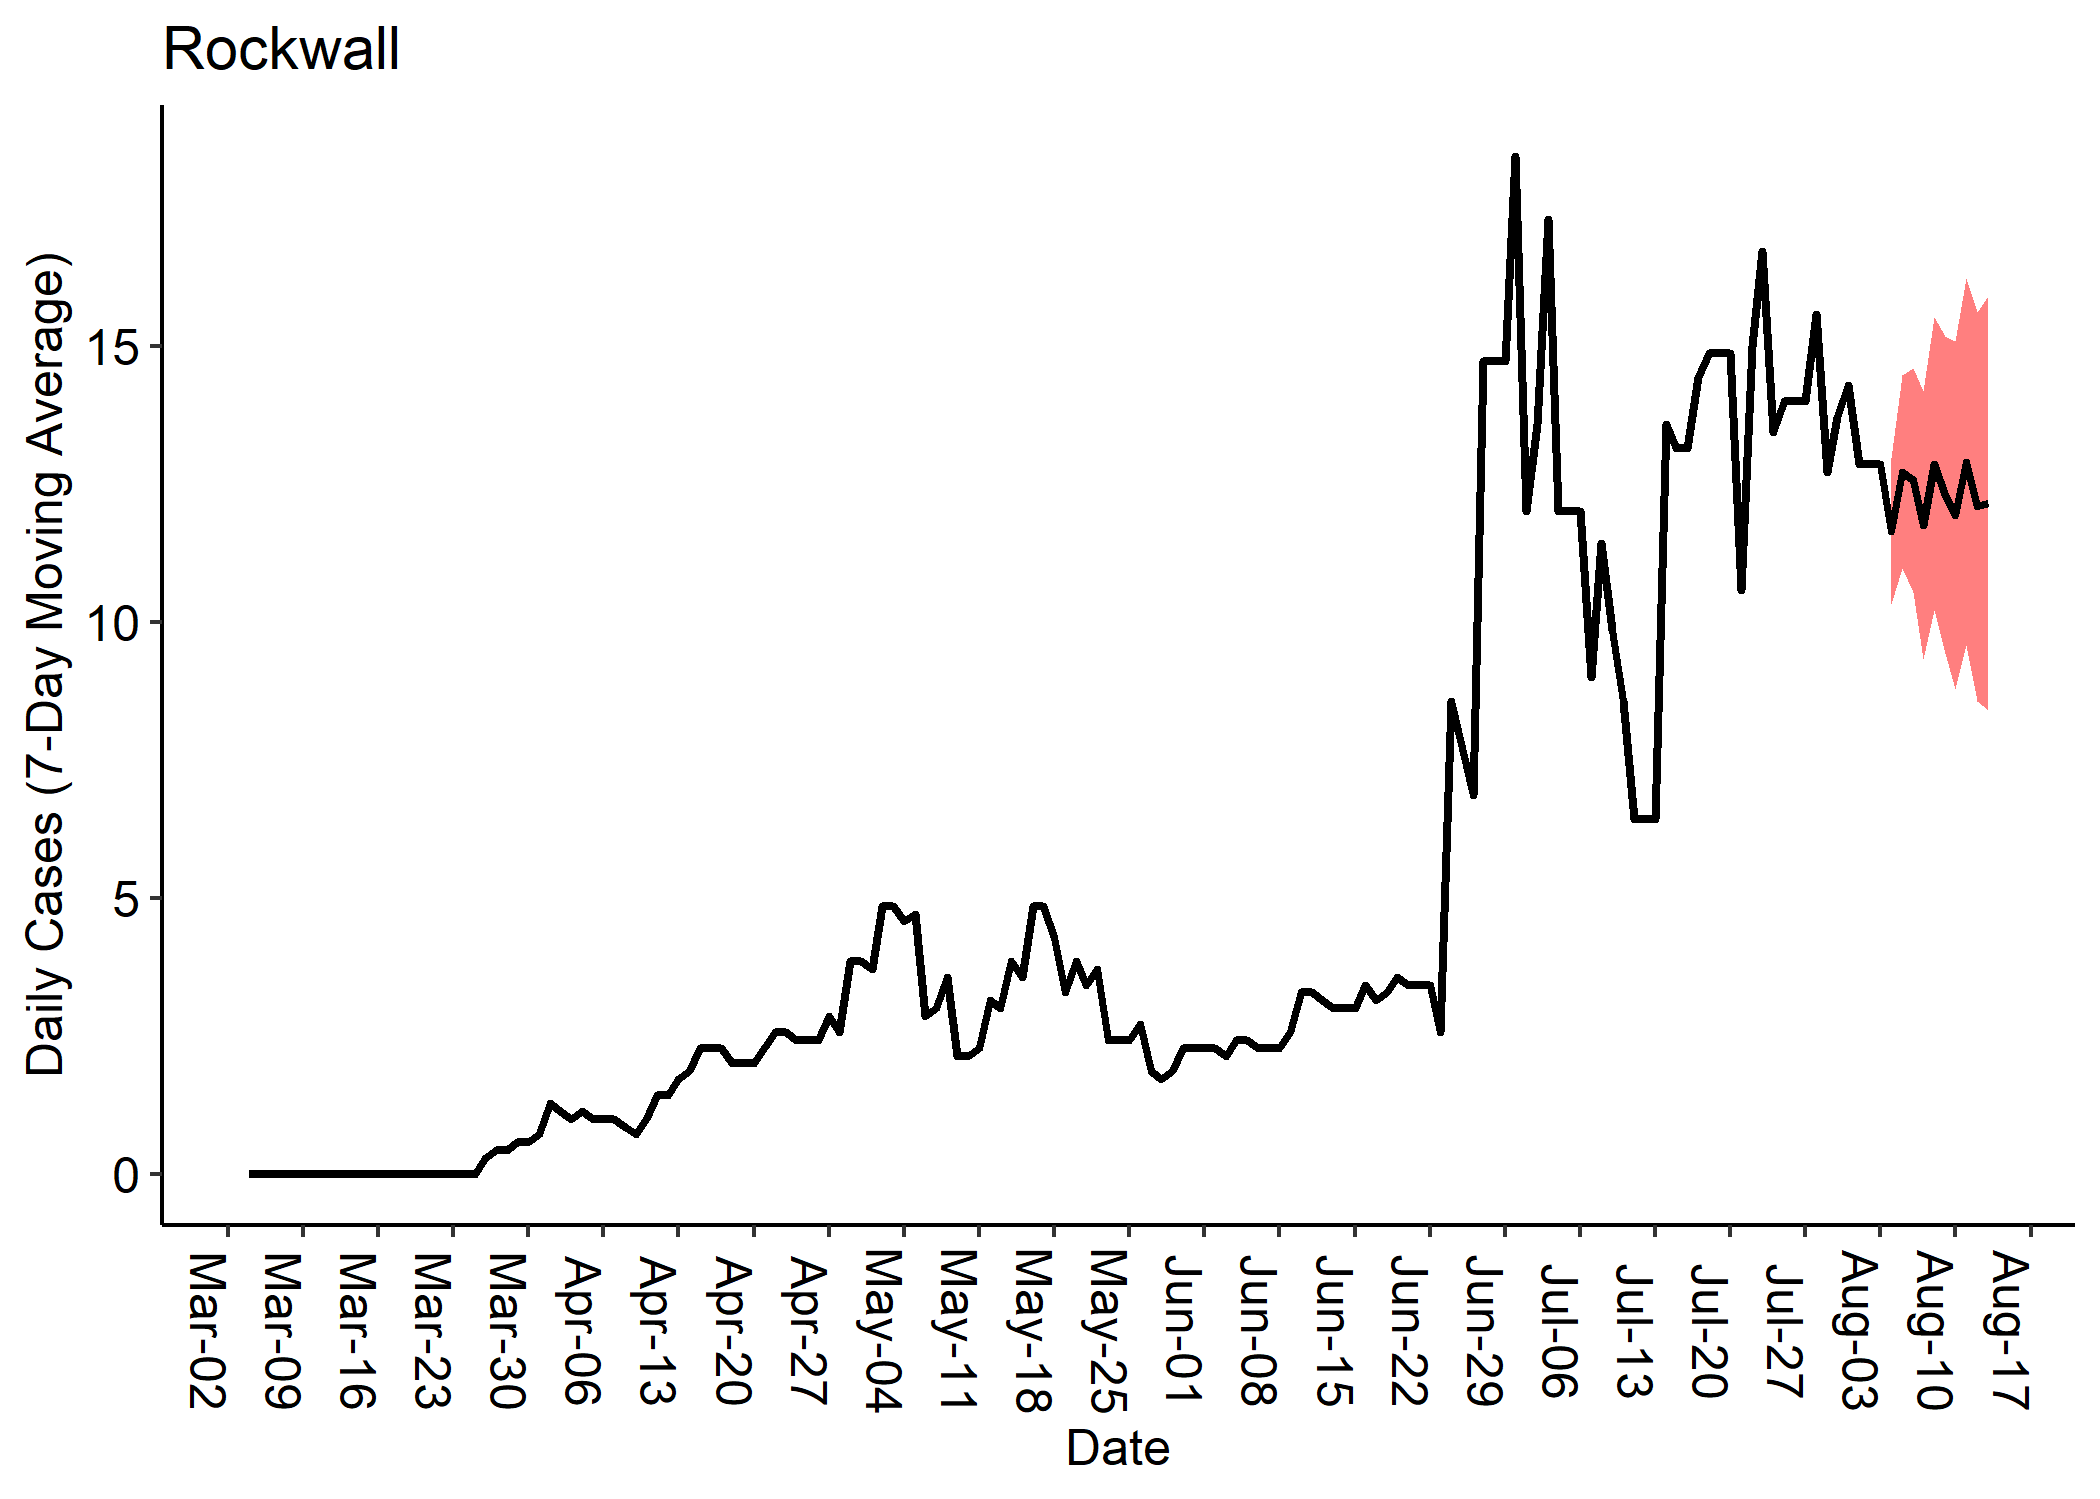 Rockwall
Daily Cases (7-Day Moving Average)
15
10
5
0
Mar-02
Mar-09
Mar-16
Mar-23
Mar-30
Apr-06
Apr-13
Apr-20
Apr-27
May-04
May-11
May-18
May-25
Jun-01
Jun-08
Jun-15
Jun-22
Jun-29
Jul-06
Jul-13
Jul-20
Jul-27
Aug-03
Aug-10
Aug-17
Date